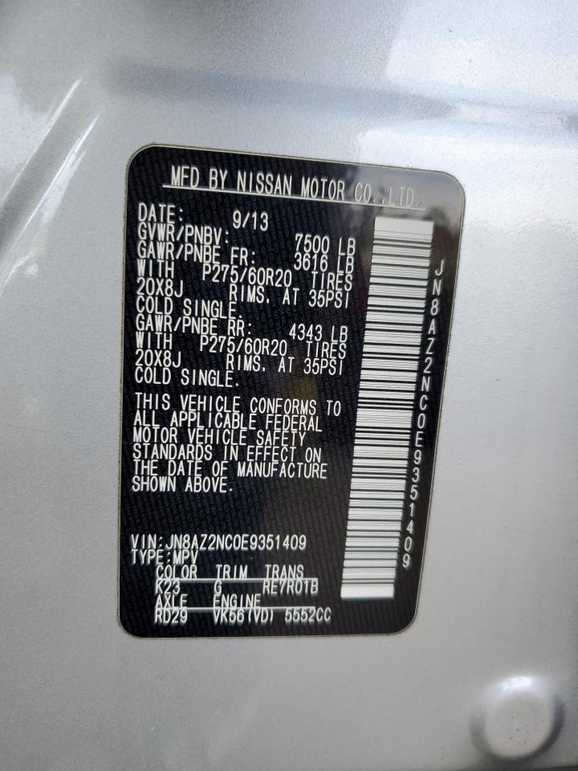 MFD BY NISSAN MOTOR CO.,LTD.
DATE: 9/13
GVWR/PNBV: 7500 LB
GAWR/PNBE FR: 3616 LB
WITH P275/60R20 TIRES
20X8J RIMS. AT 35PSI
COLD SINGLE.
GAWR/PNBE RR: 4343 LB
WITH P275/60R20 TIRES
20X8J RIMS. AT 35PSI
COLD SINGLE.
THIS VEHICLE CONFORMS TO
ALL APPLICABLE FEDERAL
MOTOR VEHICLE SAFETY
STANDARDS IN EFFECT ON
THE DATE OF MANUFACTURE
SHOWN ABOVE.
VIN:JN8AZ2NC0E9351409
TYPE:MPV
COLOR TRIM TRANS
K23 G RE7R01B
AXLE ENGINE
RD29 VK56(VD) 5552CC
JN8AZ2NC0E9351409